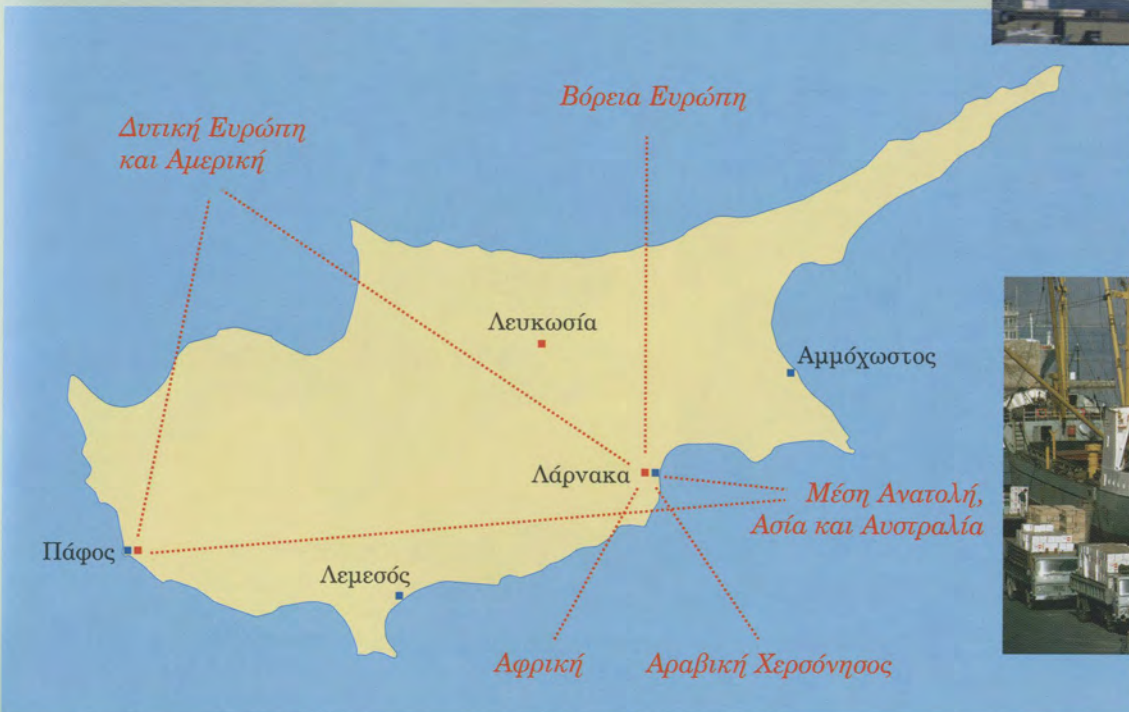 Βόρεια Ευρώπη
Δυτική Ευρώπη
και Αμερική
Λευκωσία
Αμμόχωστος
Λάρνακα
Μέση Ανατολή,
Ασία και Αυστραλία
Πάφος
Λεμεσός
Αφρική
Αραβική Χερσόνησος